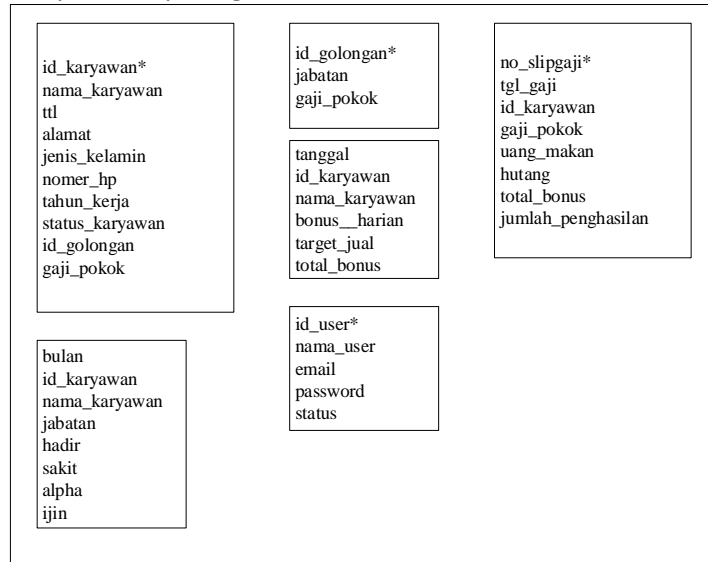 id_karyawan*
nama_karyawan
ttl
alamat
jenis_kelamin
nomer_hp
tahun_kerja
status_karyawan
id_golongan
gaji_pokok
bulan
id_karyawan
nama_karyawan
jabatan
hadir
sakit
alpha
ijin
id_golongan*
jabatan
gaji_pokok
tanggal
id_karyawan
nama_karyawan
bonus__harian
target_jual
total_bonus
id_user*
nama_user
email
password
status
no_slipgaji*
tgl_gaji
id_karyawan
gaji_pokok
uang_makan
hutang
total_bonus
jumlah_penghasilan